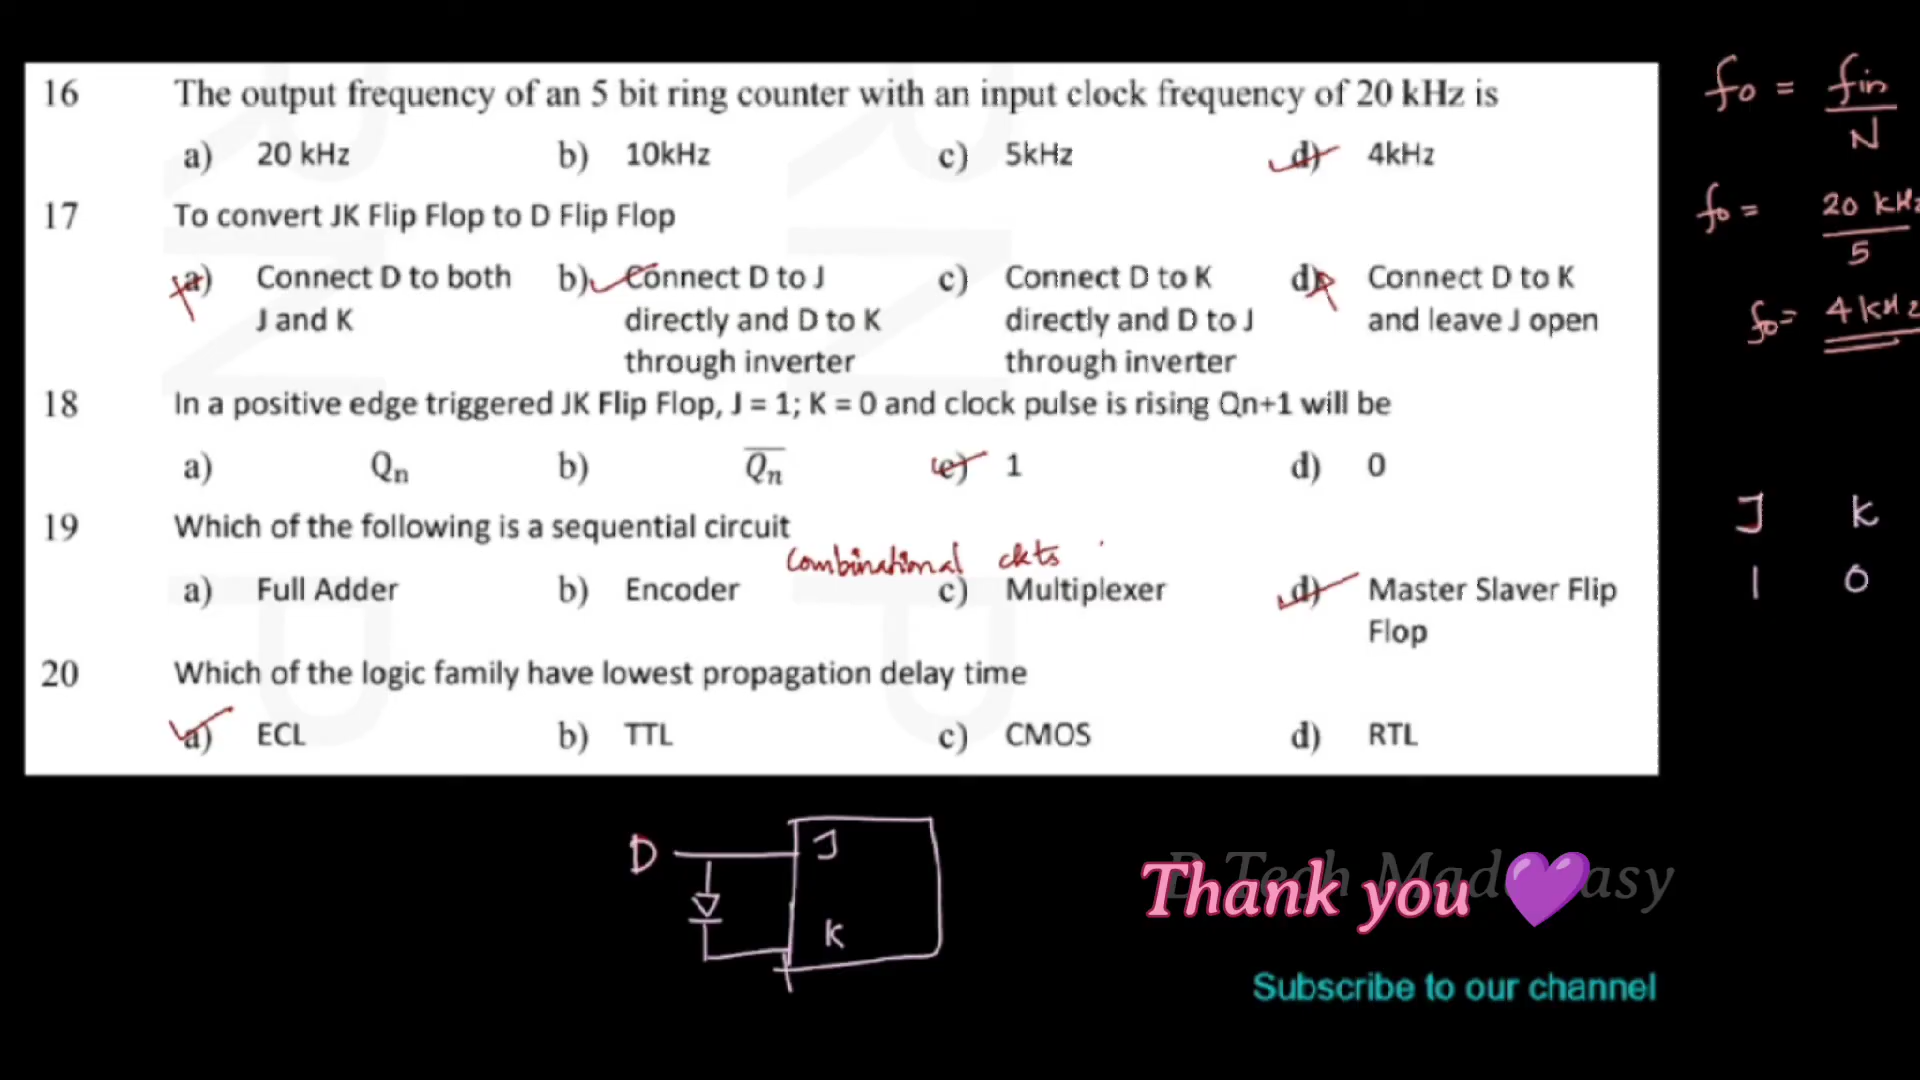 16 The output frequency of an 5 bit ring counter with an input clock frequency of 20 kHz is
a) 20 kHz b) 10kHz c) 5kHz d) 4kHz
17 To convert JK Flip Flop to D Flip Flop
a) Connect D to both b) Connect D to J c) Connect D to K d) Connect D to K
J and K directly and D to K directly and D to J and leave J open
through inverter through inverter
18 In a positive edge triggered JK Flip Flop, J = 1; K = 0 and clock pulse is rising Qn+1 will be
a) Qn b) Q̅n̅ c) 1 d) 0
19 Which of the following is a sequential circuit
combinational ckts
a) Full Adder b) Encoder c) Multiplexer d) Master Slaver Flip
Flop
20 Which of the logic family have lowest propagation delay time
a) ECL b) TTL c) CMOS d) RTL
fo = fin
N
fo = 20 kHz
5
fo = 4 kHz
J K
1 0
D J
K
Thank you
Subscribe to our channel